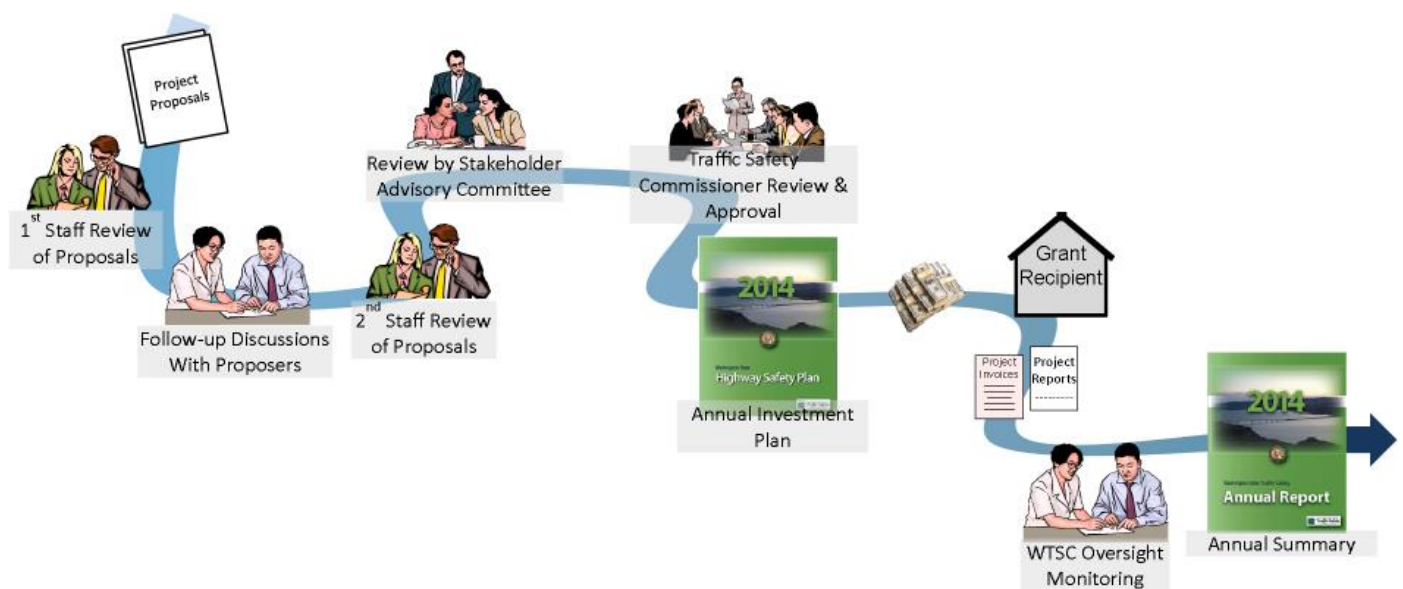 Project
Proposals
1st Staff Review
of Proposals
Follow-up Discussions
With Proposers
2nd Staff Review
of Proposals
Review by Stakeholder
Advisory Committee
Traffic Safety
Commissioner Review &
Approval
2014
Highway Safety Plan
Annual Investment
Plan
Grant
Recipient
Project
Invoices
Project
Reports
WTSC Oversight
Monitoring
2014
Annual Report
Annual Summary